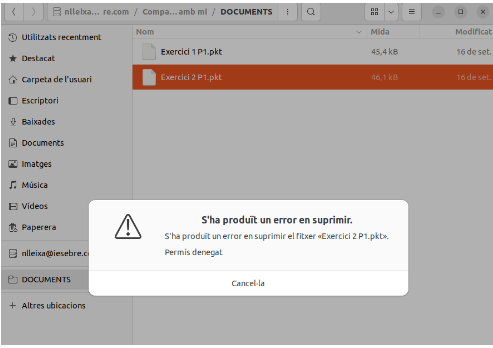 nlleixa...re.com / Compa...amb mi / DOCUMENTS
Utilitzats recentment
Destacat
Carpeta de l'usuari
Escriptori
Baixades
Documents
Imatges
Música
Vídeos
Paperera
nlleixa@iesebre.c
DOCUMENTS
+ Altres ubicacions
Nom Mida Modificat
Exercici 1 P1.pkt 45,4 kB 16 de set.
Exercici 2 P1.pkt 46,1 kB 16 de set.
S'ha produït un error en suprimir.
S'ha produït un error en suprimir el fitxer «Exercici 2 P1.pkt».
Permís denegat
Cancel·la